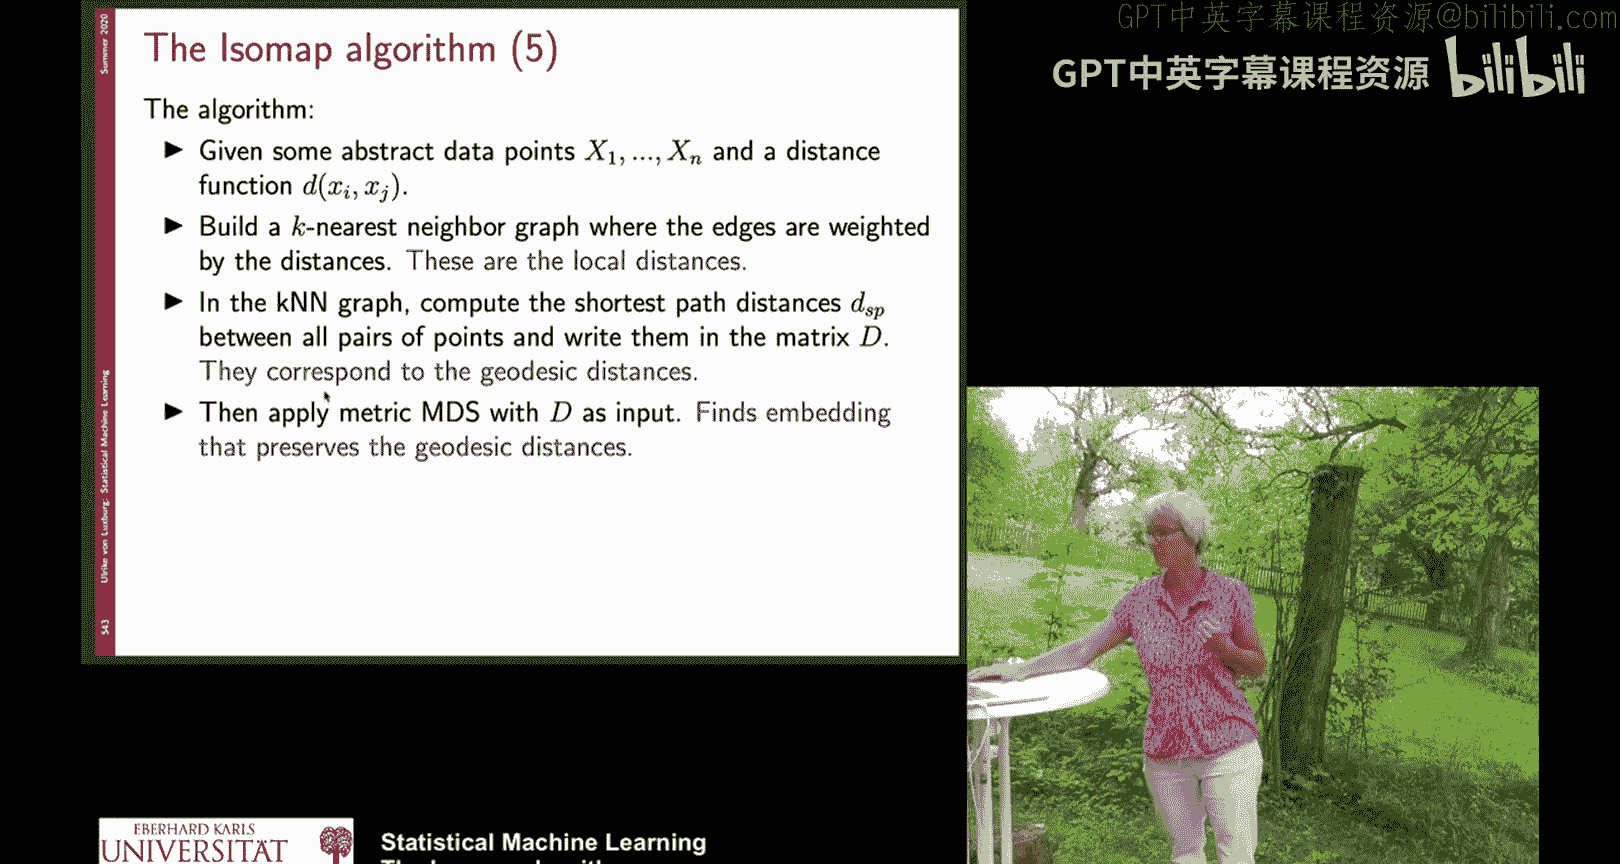 GPT中英字幕课程资源@bilibili.com
GPT中英字幕课程资源 bilibili
Summer 2020
The Isomap algorithm (5)
The algorithm:
▶ Given some abstract data points X₁, ..., Xₙ and a distance
function d(xᵢ, xⱼ).
▶ Build a k-nearest neighbor graph where the edges are weighted
by the distances. These are the local distances.
▶ In the kNN graph, compute the shortest path distances dₛₚ
between all pairs of points and write them in the matrix D.
They correspond to the geodesic distances.
▶ Then apply metric MDS with D as input. Finds embedding
that preserves the geodesic distances.
Ulrike von Luxburg: Statistical Machine Learning
543
EBERHARD KARLS
UNIVERSITÄT
Statistical Machine Learning